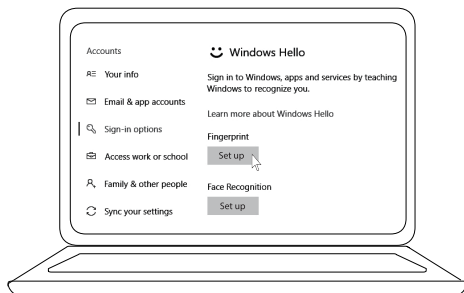 Accounts
Your info
Email & app accounts
Sign-in options
Access work or school
Family & other people
Sync your settings
Windows Hello
Sign in to Windows, apps and services by teaching
Windows to recognize you.
Learn more about Windows Hello
Fingerprint
Set up
Face Recognition
Set up